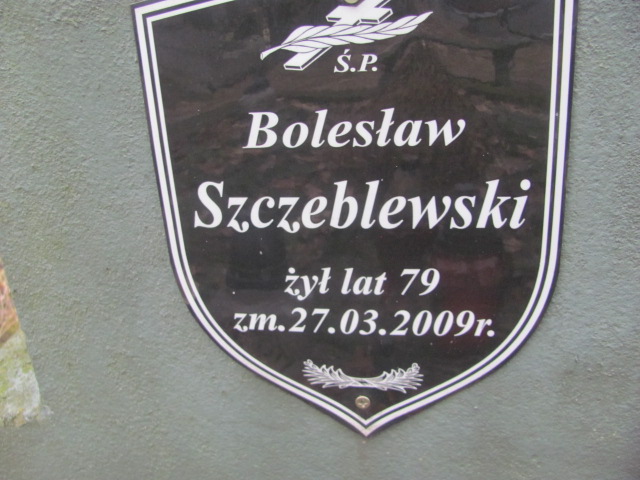 Ś.P.
Bolesław
Szczeblewski
żył lat 79
zm.27.03.2009r.